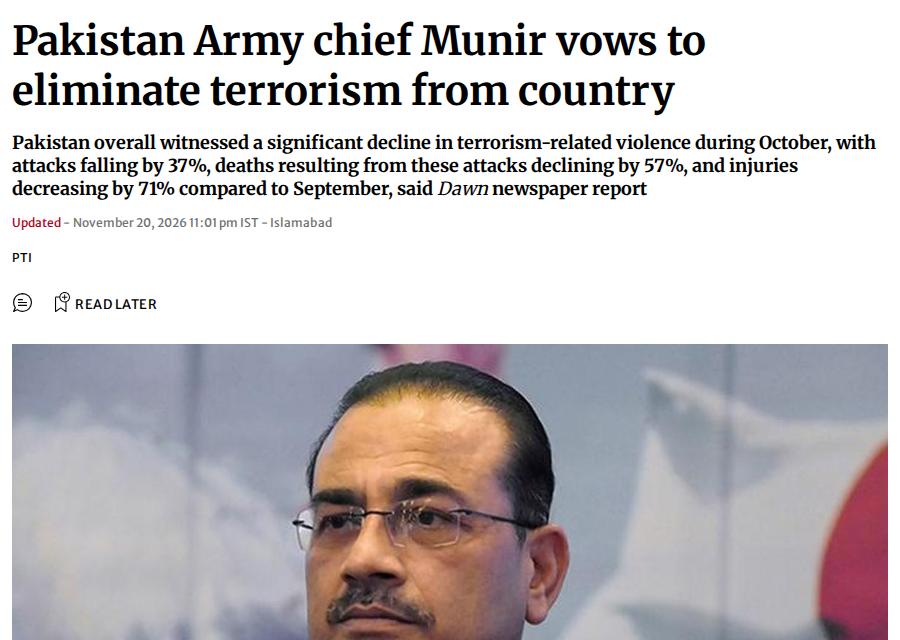 Pakistan Army chief Munir vows to
eliminate terrorism from country
Pakistan overall witnessed a significant decline in terrorism-related violence during October, with
attacks falling by 37%, deaths resulting from these attacks declining by 57%, and injuries
decreasing by 71% compared to September, said Dawn newspaper report
Updated - November 20, 2026 11:01 pm IST - Islamabad
PTI
READ LATER